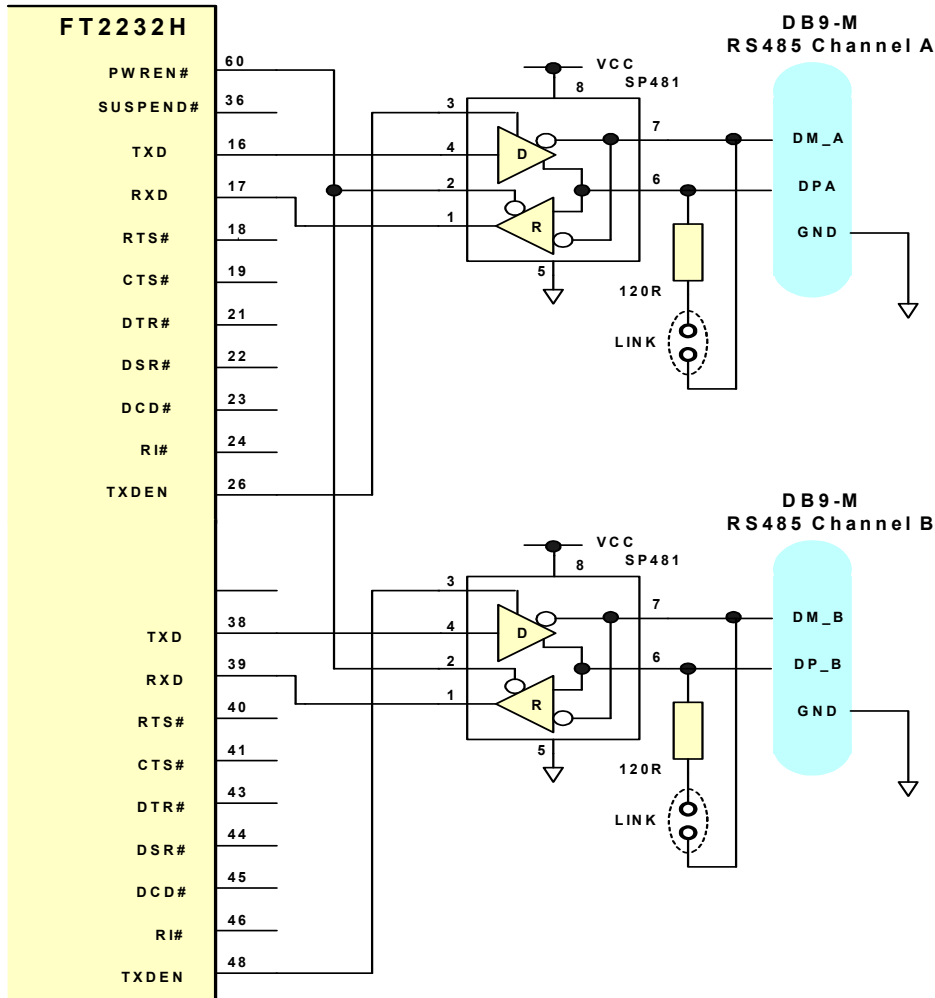 FT2232H
DB9-M
RS485 Channel A
PWREN#
60
SUSPEND#
36
TXD
16
RXD
17
RTS#
18
CTS#
19
DTR#
21
DSR#
22
DCD#
23
RI#
24
TXDEN
26
VCC
8
SP481
3
4
2
1
D
R
5
7
6
DM_A
DPA
GND
120R
LINK
DB9-M
RS485 Channel B
TXD
38
RXD
39
RTS#
40
CTS#
41
DTR#
43
DSR#
44
DCD#
45
RI#
46
TXDEN
48
VCC
8
SP481
3
4
2
1
D
R
5
7
6
DM_B
DP_B
GND
120R
LINK